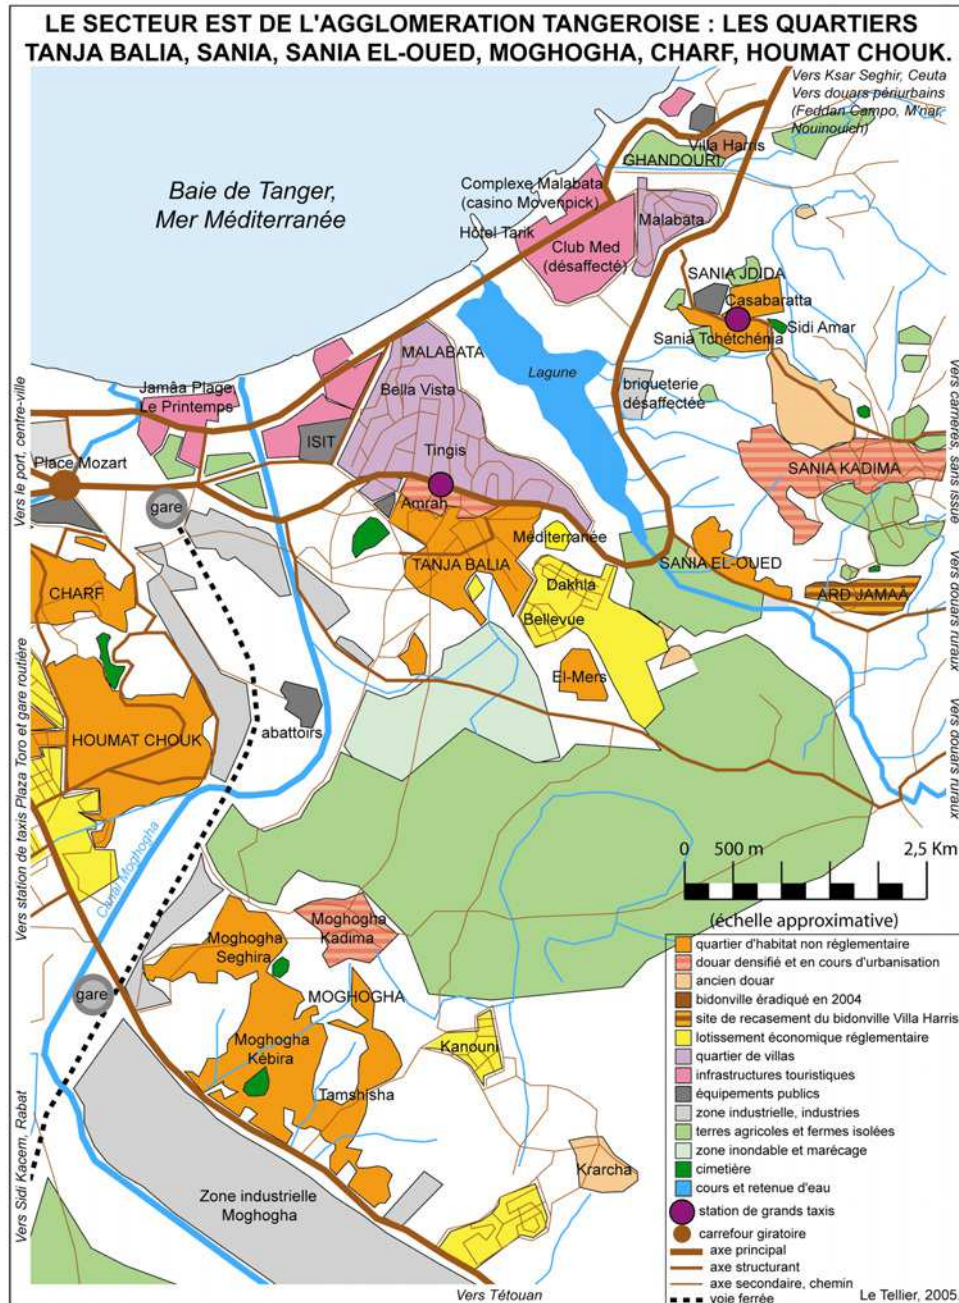 LE SECTEUR EST DE L'AGGLOMERATION TANGEROISE : LES QUARTIERS
TANJA BALIA, SANIA, SANIA EL-OUED, MOGHOGHA, CHARF, HOUMAT CHOUK.
Vers Ksar Seghir, Ceuta
Vers douars périurbains
(Feddan Campo, M'nar,
Nouinouich)
Villa Harris
GHANDOURI
Baie de Tanger,
Mer Méditerranée
Complexe Malabata
(casino Movenpick)
Hôtel Tarik
Malabata
Club Med
(désaffecté)
SANIA JDIDA
Casabaratta
Sidi Amar
Sania Tchétchénia
MALABATA
Lagune
briqueterie
désaffectée
Jamâa Plage
Le Printemps
Bella Vista
ISIT
Tingis
SANIA KADIMA
Place Mozart
gare
Amrah
Méditerranée
TANJA BALIA
SANIA EL-OUED
Dakhla
CHARF
ARD JAMAÂ
Bellevue
El-Mers
abattoirs
HOUMAT CHOUK
Canal Moghogha
Vers le port, centre-ville
Vers station de taxis Plaza Toro et gare routière
Vers Sidi Kacem, Rabat
Vers carrières, sans issue
Vers douars ruraux
Vers douars ruraux
0 500 m 2,5 Km
(échelle approximative)
Moghogha
Kadima
Moghogha
Seghira
gare
MOGHOGHA
Moghogha
Kébira
Kanouni
Tamshisha
Krarcha
Zone industrielle
Moghogha
Vers Tétouan
quartier d'habitat non réglementaire
douar densifié et en cours d'urbanisation
ancien douar
bidonville éradiqué en 2004
site de recasement du bidonville Villa Harris
lotissement économique réglementaire
quartier de villas
infrastructures touristiques
équipements publics
zone industrielle, industries
terres agricoles et fermes isolées
zone inondable et marécage
cimetière
cours et retenue d'eau
station de grands taxis
carrefour giratoire
axe principal
axe structurant
axe secondaire, chemin
voie ferrée
Le Tellier, 2005.